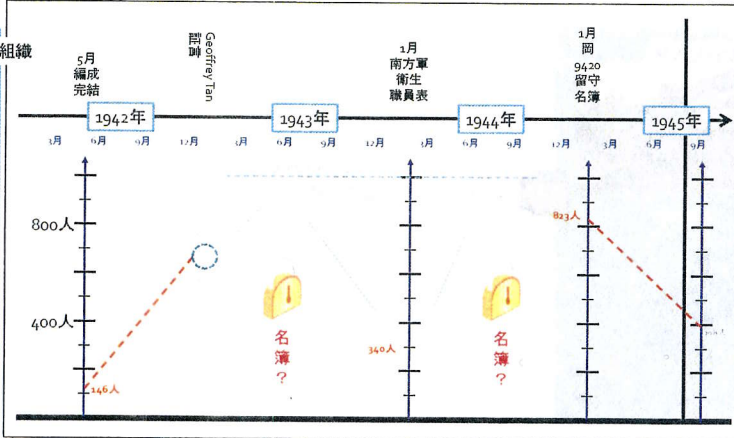 組織
5月
編成
完結
Geoffrey Tan
証言
1月
南方軍
衛生
職員表
1月
岡
9420
留守
名簿
1942年
1943年
1944年
1945年
3月 6月 9月 12月 3月 6月 9月 12月 3月 6月 9月 12月 3月 6月 9月
800人
400人
146人
340人
823人
名
簿
?
名
簿
?